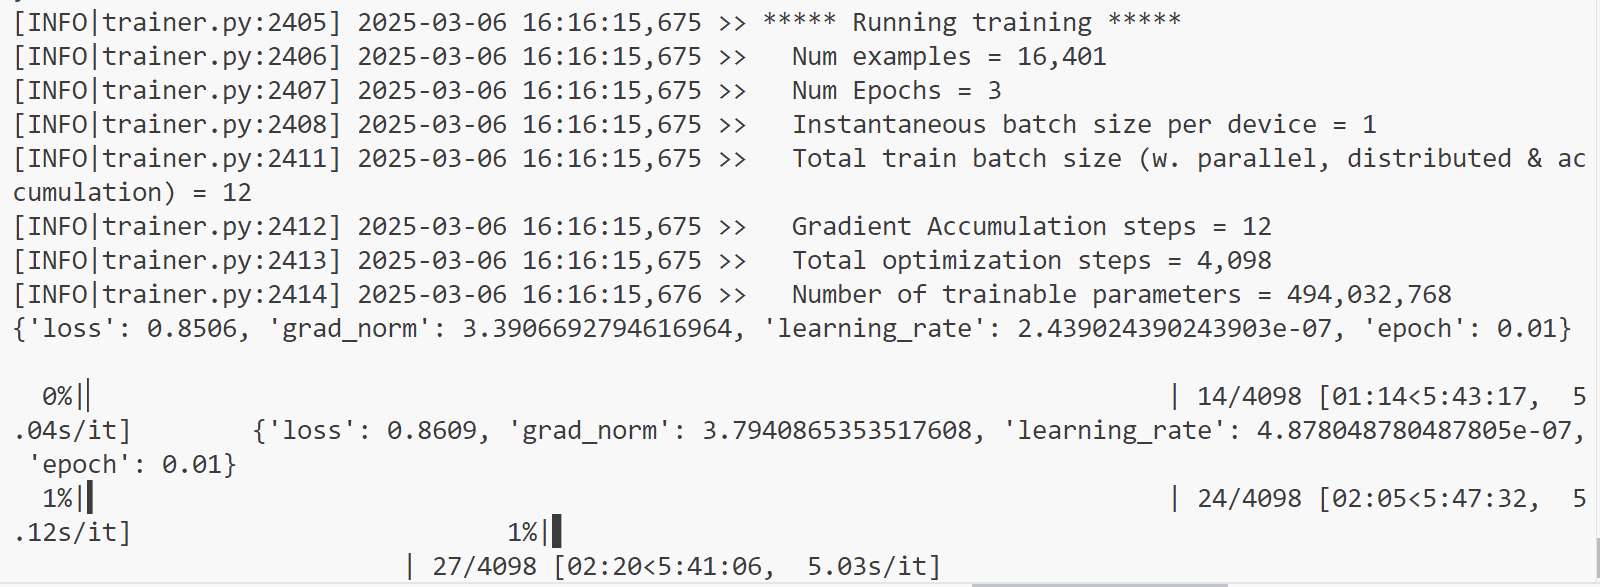 [INFO|trainer.py:2405] 2025-03-06 16:16:15,675 >> ***** Running training *****
[INFO|trainer.py:2406] 2025-03-06 16:16:15,675 >>   Num examples = 16,401
[INFO|trainer.py:2407] 2025-03-06 16:16:15,675 >>   Num Epochs = 3
[INFO|trainer.py:2408] 2025-03-06 16:16:15,675 >>   Instantaneous batch size per device = 1
[INFO|trainer.py:2411] 2025-03-06 16:16:15,675 >>   Total train batch size (w. parallel, distributed & ac
cumulation) = 12
[INFO|trainer.py:2412] 2025-03-06 16:16:15,675 >>   Gradient Accumulation steps = 12
[INFO|trainer.py:2413] 2025-03-06 16:16:15,675 >>   Total optimization steps = 4,098
[INFO|trainer.py:2414] 2025-03-06 16:16:15,676 >>   Number of trainable parameters = 494,032,768
{'loss': 0.8506, 'grad_norm': 3.3906692794616964, 'learning_rate': 2.439024390243903e-07, 'epoch': 0.01}
  0%|          | 14/4098 [01:14<5:43:17,  5
.04s/it]        {'loss': 0.8609, 'grad_norm': 3.7940865353517608, 'learning_rate': 4.878048780487805e-07,
 'epoch': 0.01}
  1%|          | 24/4098 [02:05<5:47:32,  5
.12s/it]                         1%|
| 27/4098 [02:20<5:41:06,  5.03s/it]